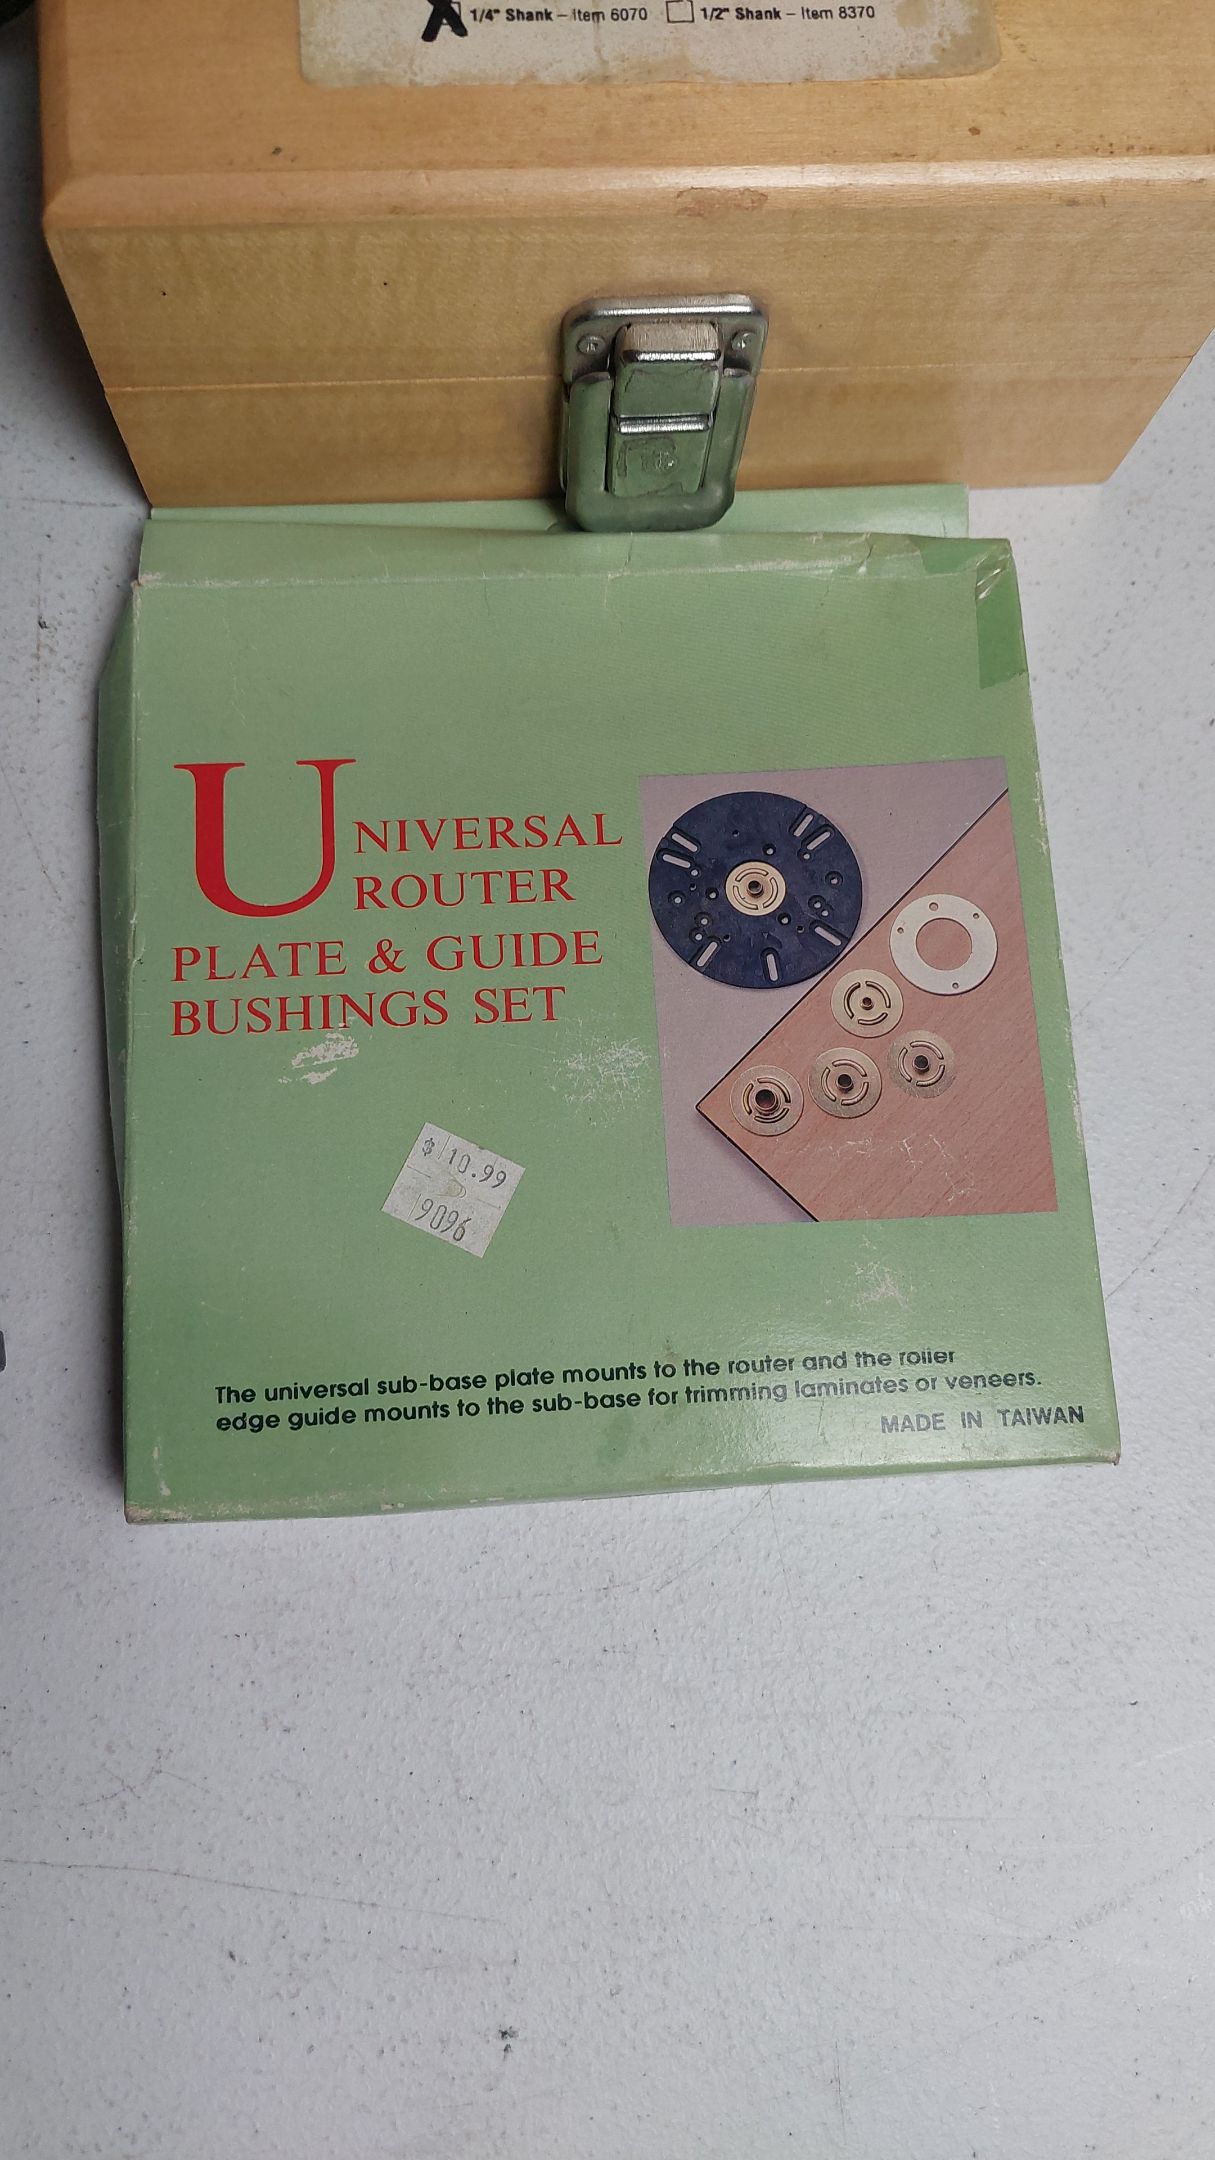 1/4" Shank – Item 6070 1/2" Shank – Item 8370
UNIVERSAL
ROUTER
PLATE & GUIDE
BUSHINGS SET
$ 10.99
9096
The universal sub-base plate mounts to the router and the roller
edge guide mounts to the sub-base for trimming laminates or veneers.
MADE IN TAIWAN